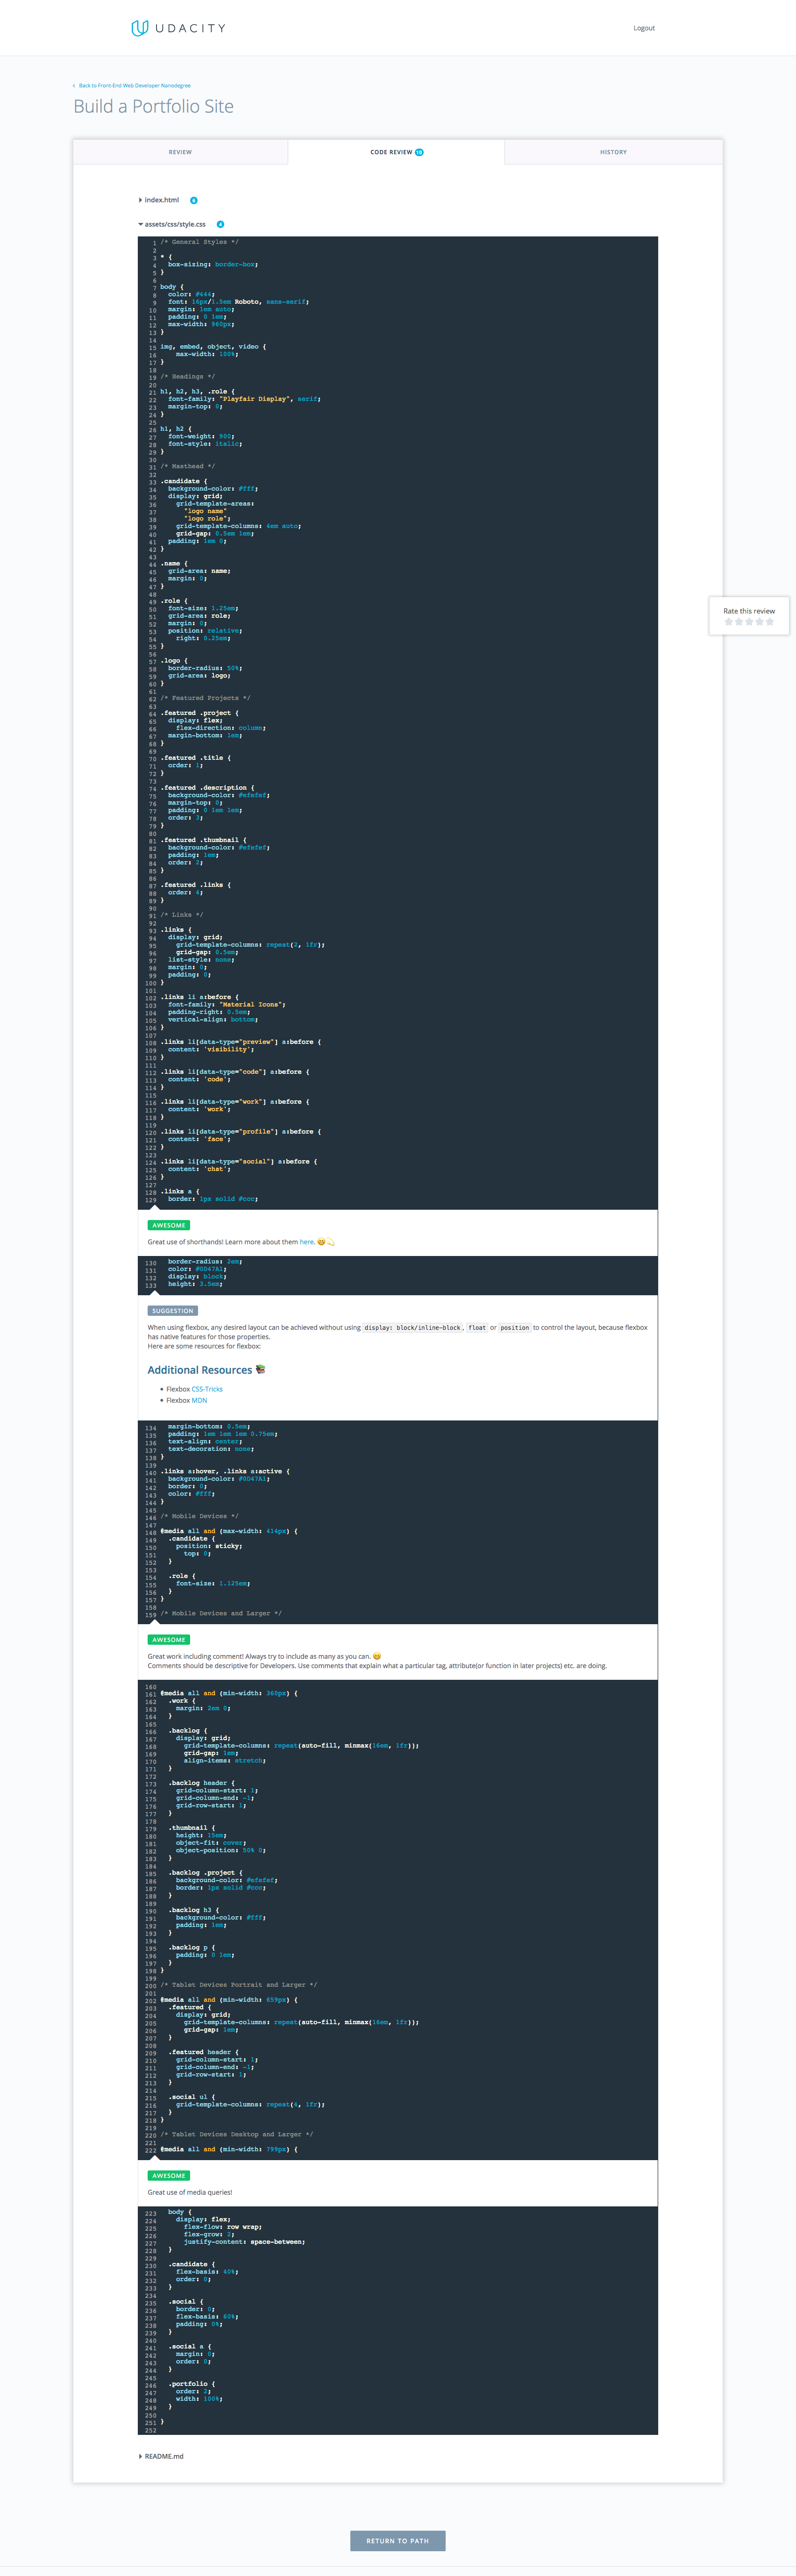 UDACITY
Logout
Back to Front-End Web Developer Nanodegree
Build a Portfolio Site
REVIEW
CODE REVIEW 10
HISTORY
index.html 6
assets/css/style.css 4
1 /* General Styles */
2
3 * {
4 box-sizing: border-box;
5 }
6
7 body {
8 color: #444;
9 font: 16px/1.5em Roboto, sans-serif;
10 margin: 1em auto;
11 padding: 0 1em;
12 max-width: 960px;
13 }
14
15 img, embed, object, video {
16 max-width: 100%;
17 }
18
19 /* Headings */
20
21 h1, h2, h3, .role {
22 font-family: "Playfair Display", serif;
23 margin-top: 0;
24 }
25
26 h1, h2 {
27 font-weight: 900;
28 font-style: italic;
29 }
30
31 /* Masthead */
32
33 .candidate {
34 background-color: #fff;
35 display: grid;
36 grid-template-areas:
37 "logo name"
38 "logo role";
39 grid-template-columns: 4em auto;
40 grid-gap: 0.5em 1em;
41 padding: 1em 0;
42 }
43
44 .name {
45 grid-area: name;
46 margin: 0;
47 }
48
49 .role {
50 font-size: 1.25em;
51 grid-area: role;
52 margin: 0;
53 position: relative;
54 right: 0.25em;
55 }
56
57 .logo {
58 border-radius: 50%;
59 grid-area: logo;
60 }
61
62 /* Featured Projects */
63
64 .featured .project {
65 display: flex;
66 flex-direction: column;
67 margin-bottom: 1em;
68 }
69
70 .featured .title {
71 order: 1;
72 }
73
74 .featured .description {
75 background-color: #efefef;
76 margin-top: 0;
77 padding: 0 1em 1em;
78 order: 3;
79 }
80
81 .featured .thumbnail {
82 background-color: #efefef;
83 padding: 1em;
84 order: 2;
85 }
86
87 .featured .links {
88 order: 4;
89 }
90
91 /* Links */
92
93 .links {
94 display: grid;
95 grid-template-columns: repeat(2, 1fr);
96 grid-gap: 0.5em;
97 list-style: none;
98 margin: 0;
99 padding: 0;
100 }
101
102 .links li a:before {
103 font-family: "Material Icons";
104 padding-right: 0.5em;
105 vertical-align: bottom;
106 }
107
108 .links li[data-type="preview"] a:before {
109 content: 'visibility';
110 }
111
112 .links li[data-type="code"] a:before {
113 content: 'code';
114 }
115
116 .links li[data-type="work"] a:before {
117 content: 'work';
118 }
119
120 .links li[data-type="profile"] a:before {
121 content: 'face';
122 }
123
124 .links li[data-type="social"] a:before {
125 content: 'chat';
126 }
127
128 .links a {
129 border: 1px solid #ccc;
AWESOME
Great use of shorthands! Learn more about them here. 😄💫
130 border-radius: 2em;
131 color: #0D47A1;
132 display: block;
133 height: 3.5em;
SUGGESTION
When using flexbox, any desired layout can be achieved without using display: block/inline-block, float or position to control the layout, because flexbox
has native features for those properties.
Here are some resources for flexbox:
Additional Resources 📚
• Flexbox CSS-Tricks
• Flexbox MDN
134 margin-bottom: 0.5em;
135 padding: 1em 1em 1em 0.75em;
136 text-align: center;
137 text-decoration: none;
138 }
139
140 .links a:hover, .links a:active {
141 background-color: #0D47A1;
142 border: 0;
143 color: #fff;
144 }
145
146 /* Mobile Devices */
147
148 @media all and (max-width: 414px) {
149 .candidate {
150 position: sticky;
151 top: 0;
152 }
153
154 .role {
155 font-size: 1.125em;
156 }
157 }
158
159 /* Mobile Devices and Larger */
AWESOME
Great work including comment! Always try to include as many as you can. 😄
Comments should be descriptive for Developers. Use comments that explain what a particular tag, attribute(or function in later projects) etc. are doing.
160
161 @media all and (min-width: 360px) {
162 .work {
163 margin: 2em 0;
164 }
165
166 .backlog {
167 display: grid;
168 grid-template-columns: repeat(auto-fill, minmax(16em, 1fr));
169 grid-gap: 1em;
170 align-items: stretch;
171 }
172
173 .backlog header {
174 grid-column-start: 1;
175 grid-column-end: -1;
176 grid-row-start: 1;
177 }
178
179 .thumbnail {
180 height: 15em;
181 object-fit: cover;
182 object-position: 50% 0;
183 }
184
185 .backlog .project {
186 background-color: #efefef;
187 border: 1px solid #ccc;
188 }
189
190 .backlog h3 {
191 background-color: #fff;
192 padding: 1em;
193 }
194
195 .backlog p {
196 padding: 0 1em;
197 }
198 }
199
200 /* Tablet Devices Portrait and Larger */
201
202 @media all and (min-width: 659px) {
203 .featured {
204 display: grid;
205 grid-template-columns: repeat(auto-fill, minmax(16em, 1fr));
206 grid-gap: 1em;
207 }
208
209 .featured header {
210 grid-column-start: 1;
211 grid-column-end: -1;
212 grid-row-start: 1;
213 }
214
215 .social ul {
216 grid-template-columns: repeat(4, 1fr);
217 }
218 }
219
220 /* Tablet Devices Desktop and Larger */
221
222 @media all and (min-width: 799px) {
AWESOME
Great use of media queries!
223 body {
224 display: flex;
225 flex-flow: row wrap;
226 flex-grow: 2;
227 justify-content: space-between;
228 }
229
230 .candidate {
231 flex-basis: 40%;
232 order: 0;
233 }
234
235 .social {
236 border: 0;
237 flex-basis: 60%;
238 padding: 0%;
239 }
240
241 .social a {
242 margin: 0;
243 order: 0;
244 }
245
246 .portfolio {
247 order: 2;
248 width: 100%;
249 }
250
251 }
252
README.md
Rate this review
RETURN TO PATH